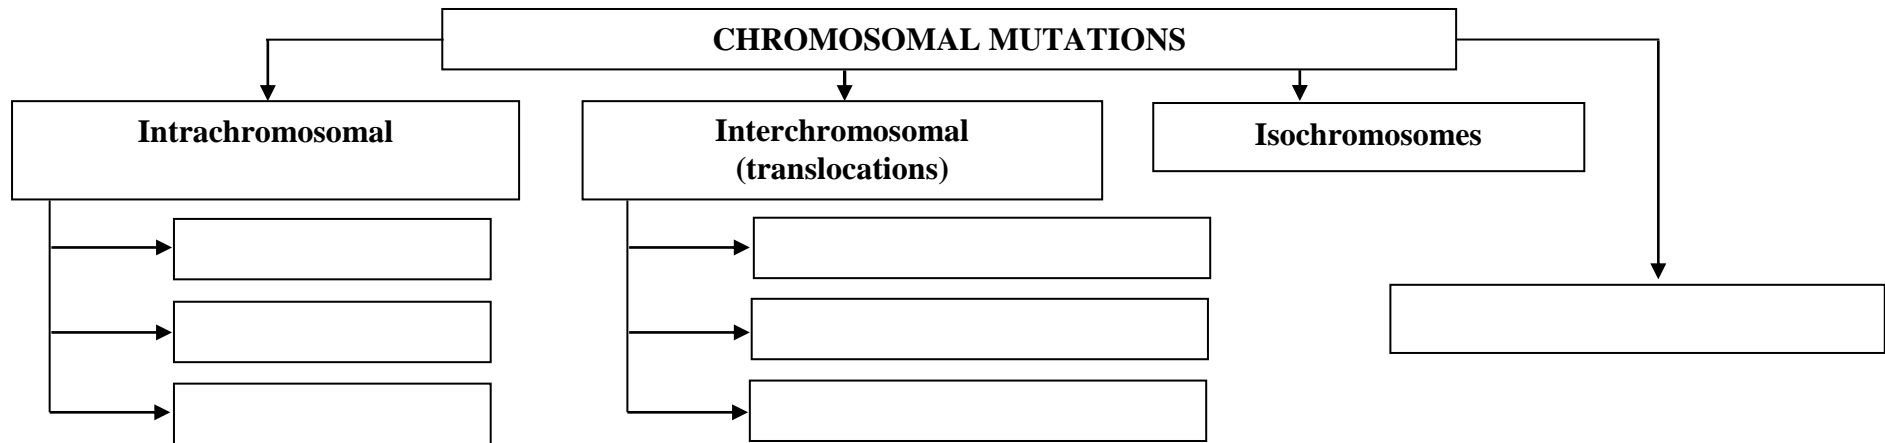 CHROMOSOMAL MUTATIONS
Intrachromosomal
Interchromosomal
(translocations)
Isochromosomes